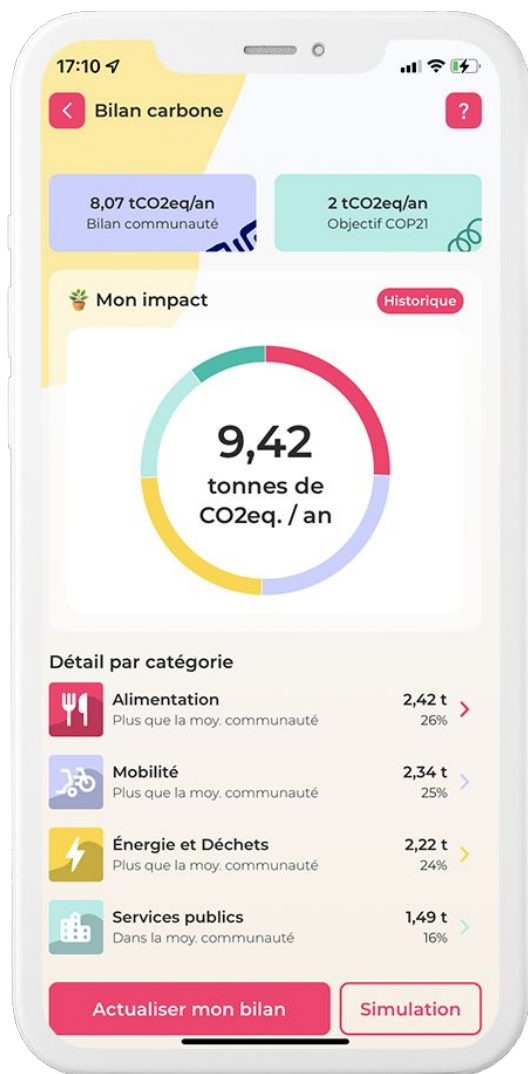 17:10
Bilan carbone
?
8,07 tCO2eq/an
Bilan communauté
2 tCO2eq/an
Objectif COP21
Mon impact
Historique
9,42
tonnes de
CO2eq. / an
Détail par catégorie
Alimentation
2,42 t
Plus que la moy. communauté
26%
Mobilité
2,34 t
Plus que la moy. communauté
25%
Énergie et Déchets
2,22 t
Plus que la moy. communauté
24%
Services publics
1,49 t
Dans la moy. communauté
16%
Actualiser mon bilan
Simulation